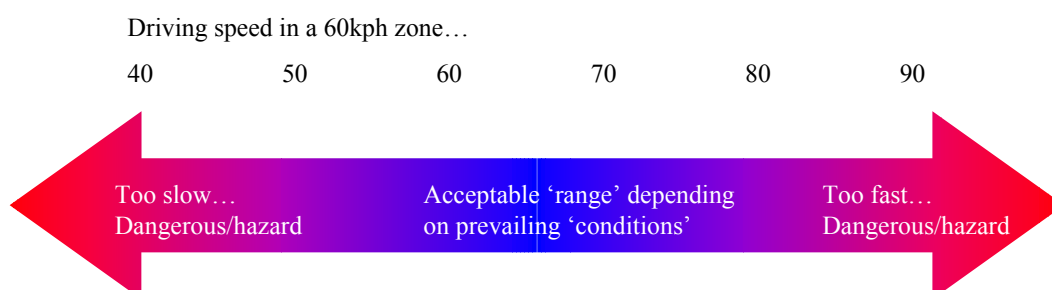 Driving speed in a 60kph zone…
40 50 60 70 80 90
Too slow… Acceptable ‘range’ depending Too fast…
Dangerous/hazard on prevailing ‘conditions’ Dangerous/hazard